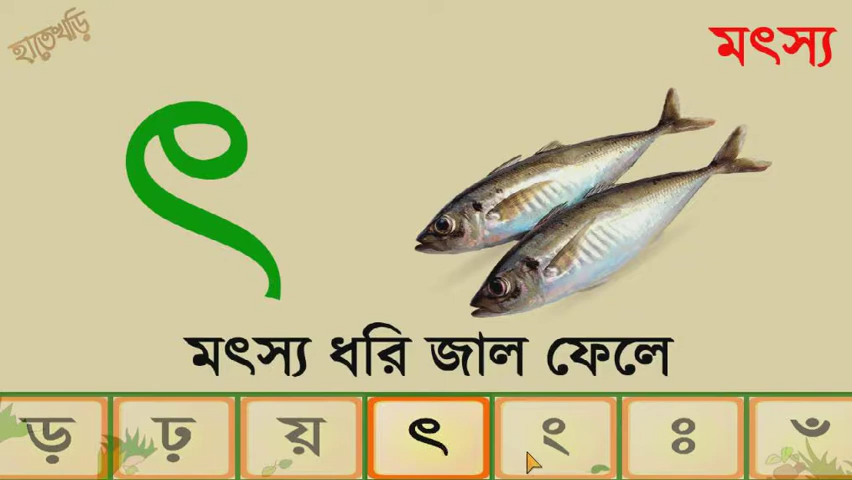 হাতেখড়ি
মৎস্য
ৎ
মৎস্য ধরি জাল ফেলে
ড় ঢ় য় ৎ ং ঃ ঁ